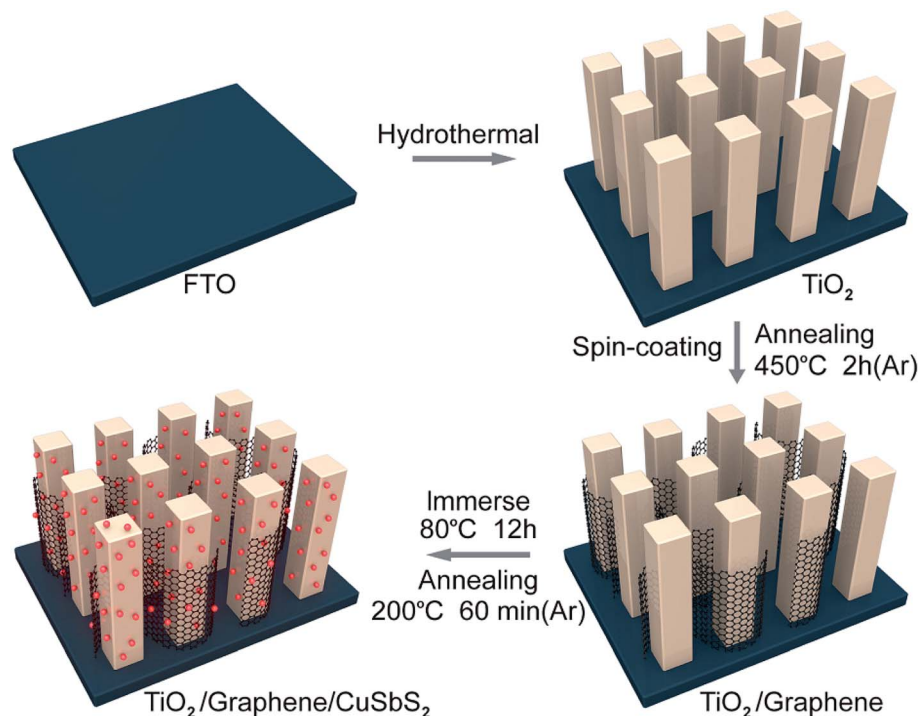 Hydrothermal
FTO
TiO₂
Spin-coating
Annealing
450°C 2h(Ar)
Immerse
80°C 12h
Annealing
200°C 60 min(Ar)
TiO₂/Graphene/CuSbS₂
TiO₂/Graphene